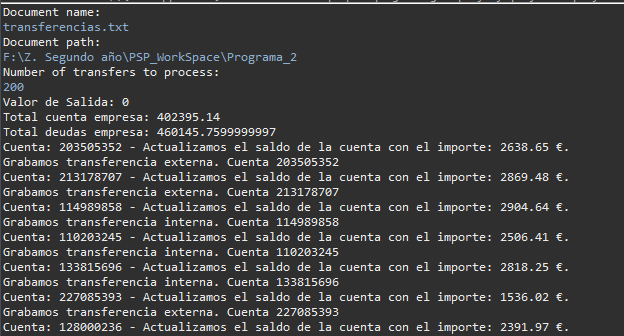 Document name:
transferencias.txt
Document path:
F:\Z. Segundo año\PSP_WorkSpace\Programa_2
Number of transfers to process:
200
Valor de Salida: 0
Total cuenta empresa: 402395.14
Total deudas empresa: 460145.7599999997
Cuenta: 203505352 - Actualizamos el saldo de la cuenta con el importe: 2638.65 €.
Grabamos transferencia externa. Cuenta 203505352
Cuenta: 213178707 - Actualizamos el saldo de la cuenta con el importe: 2869.48 €.
Grabamos transferencia externa. Cuenta 213178707
Cuenta: 114989858 - Actualizamos el saldo de la cuenta con el importe: 2904.64 €.
Grabamos transferencia interna. Cuenta 114989858
Cuenta: 110203245 - Actualizamos el saldo de la cuenta con el importe: 2506.41 €.
Grabamos transferencia interna. Cuenta 110203245
Cuenta: 133815696 - Actualizamos el saldo de la cuenta con el importe: 2818.25 €.
Grabamos transferencia interna. Cuenta 133815696
Cuenta: 227085393 - Actualizamos el saldo de la cuenta con el importe: 1536.02 €.
Grabamos transferencia externa. Cuenta 227085393
Cuenta: 128000236 - Actualizamos el saldo de la cuenta con el importe: 2391.97 €.